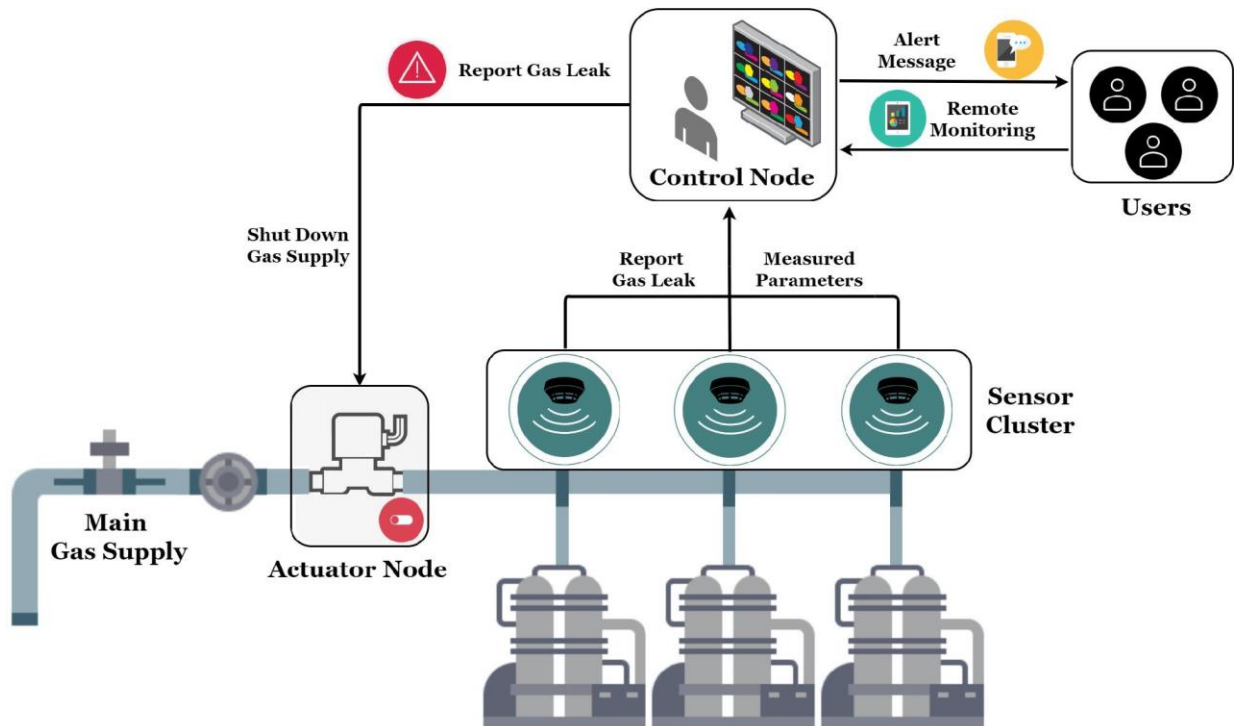 Report Gas Leak
Alert
Message
Remote
Monitoring
Control Node
Users
Shut Down
Gas Supply
Report
Gas Leak
Measured
Parameters
Sensor
Cluster
Main
Gas Supply
Actuator Node